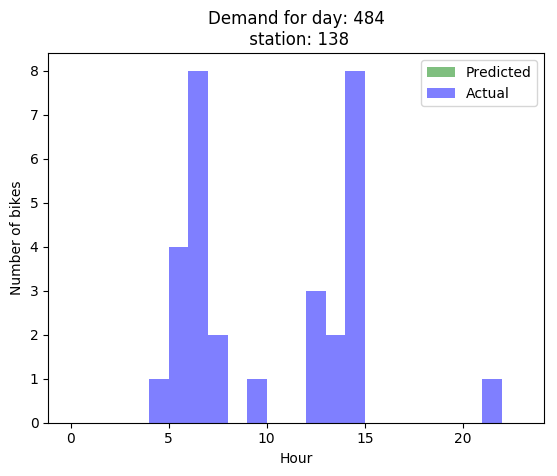 Demand for day: 484
station: 138
Predicted
Actual
Number of bikes
8
7
6
5
4
3
2
1
0
0 5 10 15 20
Hour